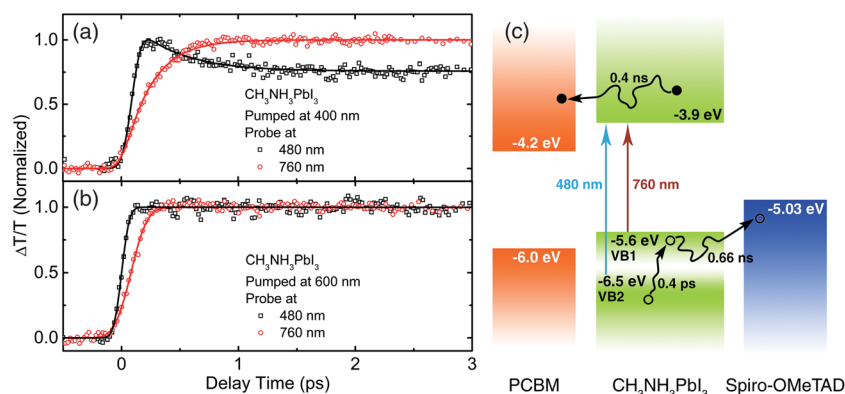 (a)
1.0
0.5
0.0
CH₃NH₃PbI₃
Pumped at 400 nm
Probe at
480 nm
760 nm
(b)
1.0
0.5
0.0
CH₃NH₃PbI₃
Pumped at 600 nm
Probe at
480 nm
760 nm
ΔT/T (Normalized)
0 1 2 3
Delay Time (ps)
(c)
0.4 ns
-3.9 eV
-4.2 eV
480 nm
760 nm
-5.03 eV
-5.6 eV
VB1
0.66 ns
-6.0 eV
-6.5 eV
VB2
0.4 ps
PCBM CH₃NH₃PbI₃ Spiro-OMeTAD